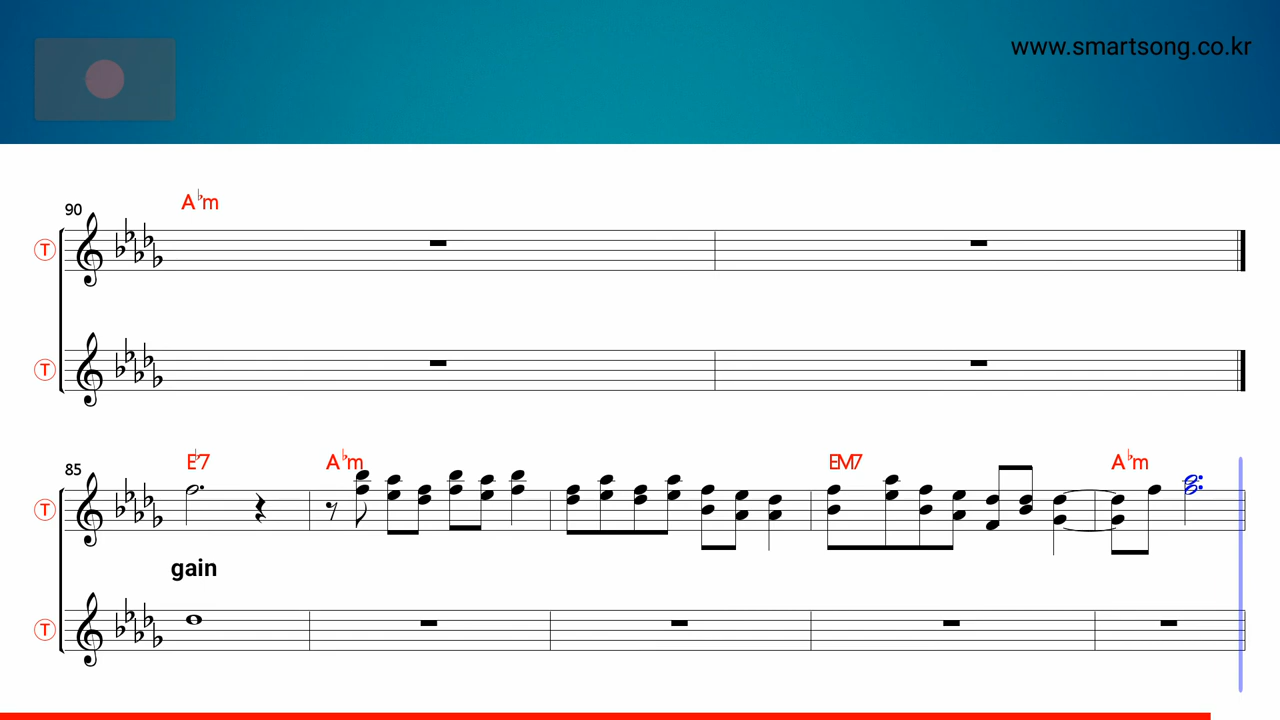 www.smartsong.co.kr
90
A♭m
T
T
85
E♭7 A♭m EM7 A♭m
T
gain
T